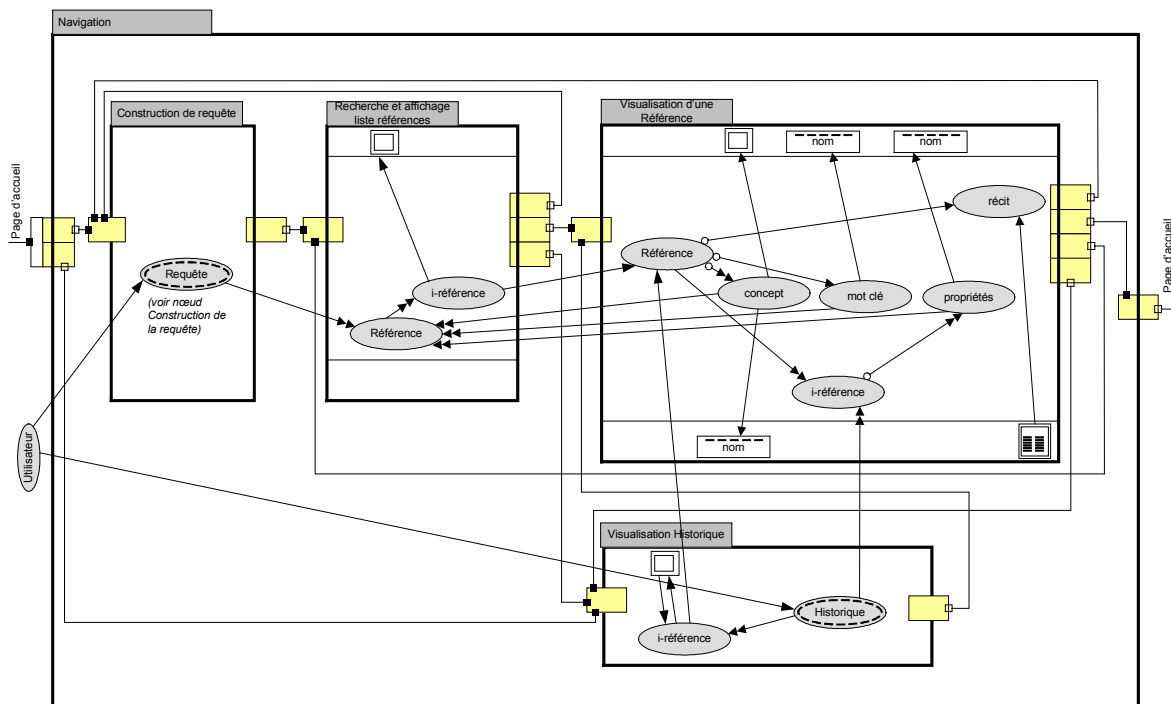 Navigation
Construction de requête
Recherche et affichage
liste références
Visualisation d'une
Référence
nom
nom
Page d'accueil
récit
Référence
Requête
i-référence
concept
mot clé
propriétés
Page d'accueil
(voir nœud
Construction de
la requête)
Référence
i-référence
Utilisateur
nom
Visualisation Historique
Historique
i-référence